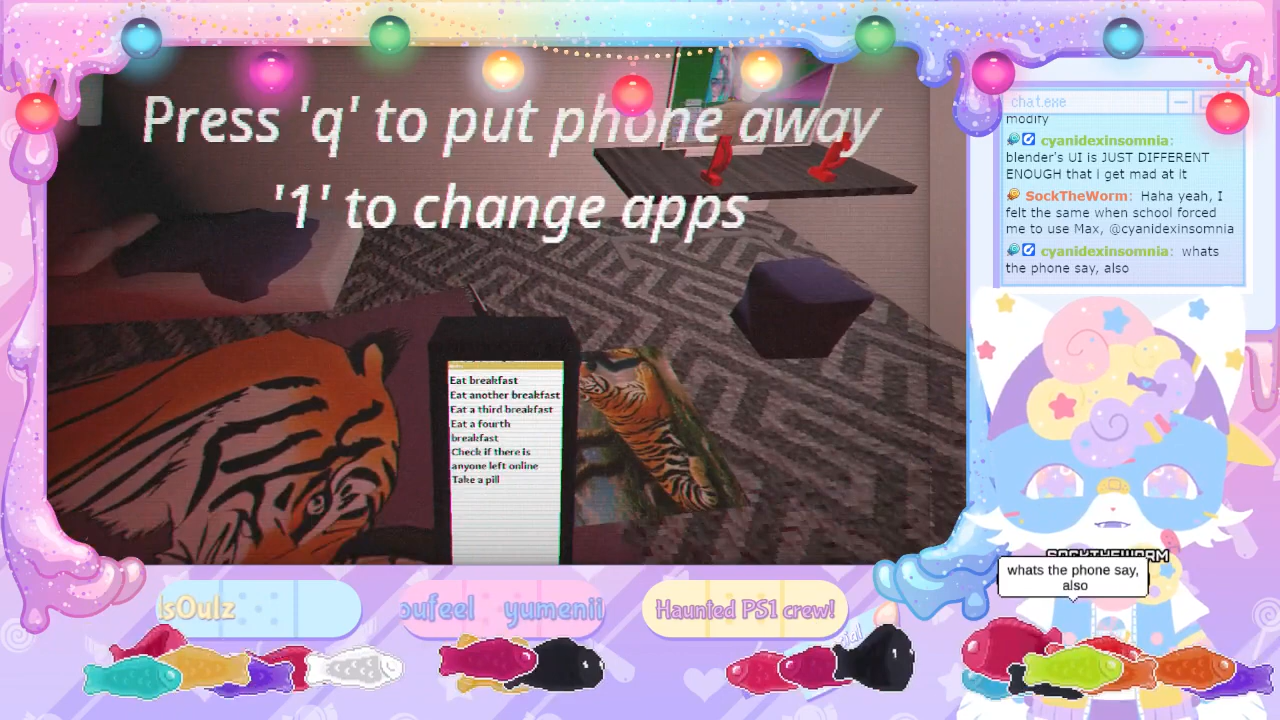 Press 'q' to put phone away
'1' to change apps
Eat breakfast
Eat another breakfast
Eat a third breakfast
Eat a fourth
breakfast
Check if there is
anyone left online
Take a pill
chat.exe
modify
cyanidexinsomnia:
blender's UI is JUST DIFFERENT
ENOUGH that i get mad at it
SockTheWorm: Haha yeah, I
felt the same when school forced
me to use Max, @cyanidexinsomnia
cyanidexinsomnia: whats
the phone say, also
SOCKTHEWORM
whats the phone say,
also
lsOulz
oufeel yumenii
Haunted PS1 crew!